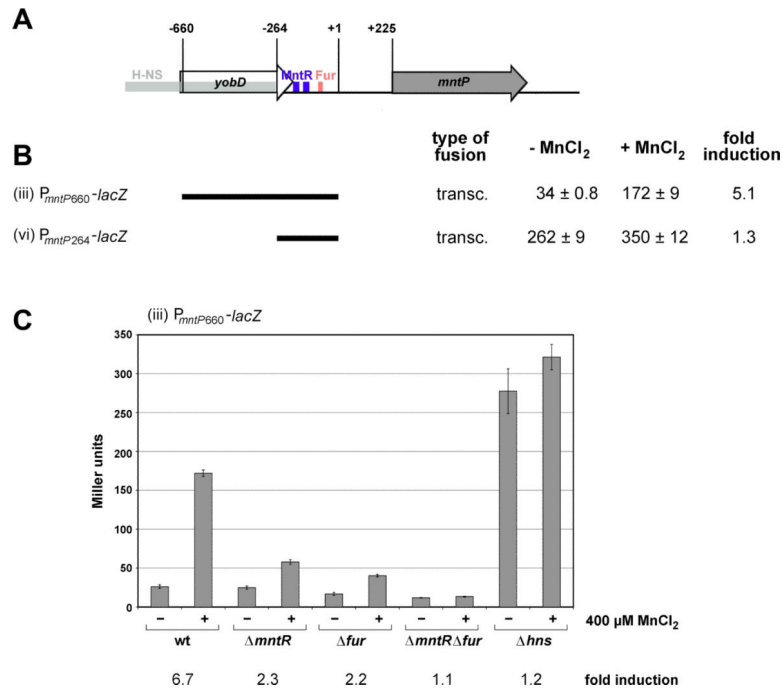 A
-660 -264 +1 +225
H-NS yobD MntR Fur mntP
B
type of fusion - MnCl₂ + MnCl₂ fold induction
(iii) PmntP660-lacZ transc. 34 ± 0.8 172 ± 9 5.1
(vi) PmntP264-lacZ transc. 262 ± 9 350 ± 12 1.3
C
(iii) PmntP660-lacZ
Miller units
350
300
250
200
150
100
50
0
– + – + – + – + – + 400 µM MnCl₂
wt ΔmntR Δfur ΔmntRΔfur Δhns
6.7 2.3 2.2 1.1 1.2 fold induction